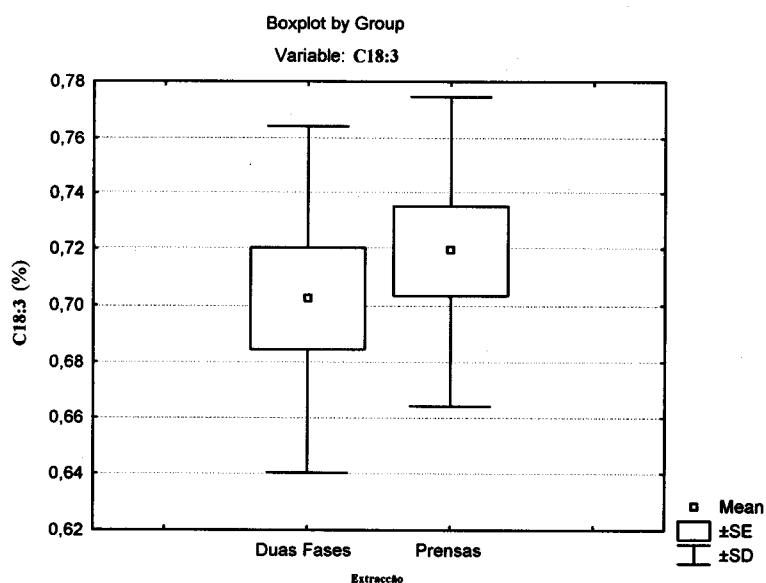 Boxplot by Group
Variable: C18:3
0,78
0,76
0,74
0,72
0,70
0,68
0,66
0,64
0,62
C18:3 (%)
Duas Fases
Prensas
Extracção
Mean
±SE
±SD